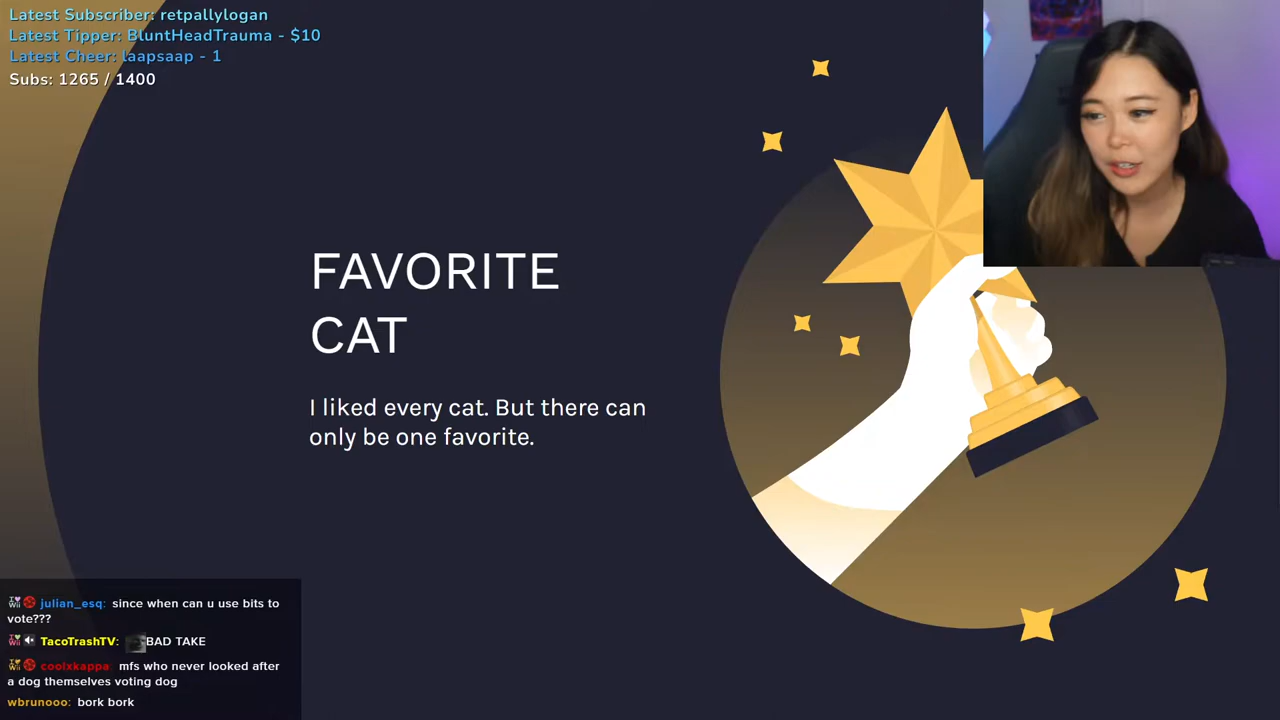 Latest Subscriber: retpallylogan
Latest Tipper: BluntHeadTrauma - $10
Latest Cheer: laapsaap - 1
Subs: 1265 / 1400
FAVORITE
CAT
I liked every cat. But there can
only be one favorite.
julian_esq: since when can u use bits to
vote???
TacoTrashTV: BAD TAKE
coolxkappa: mfs who never looked after
a dog themselves voting dog
wbrunooo: bork bork